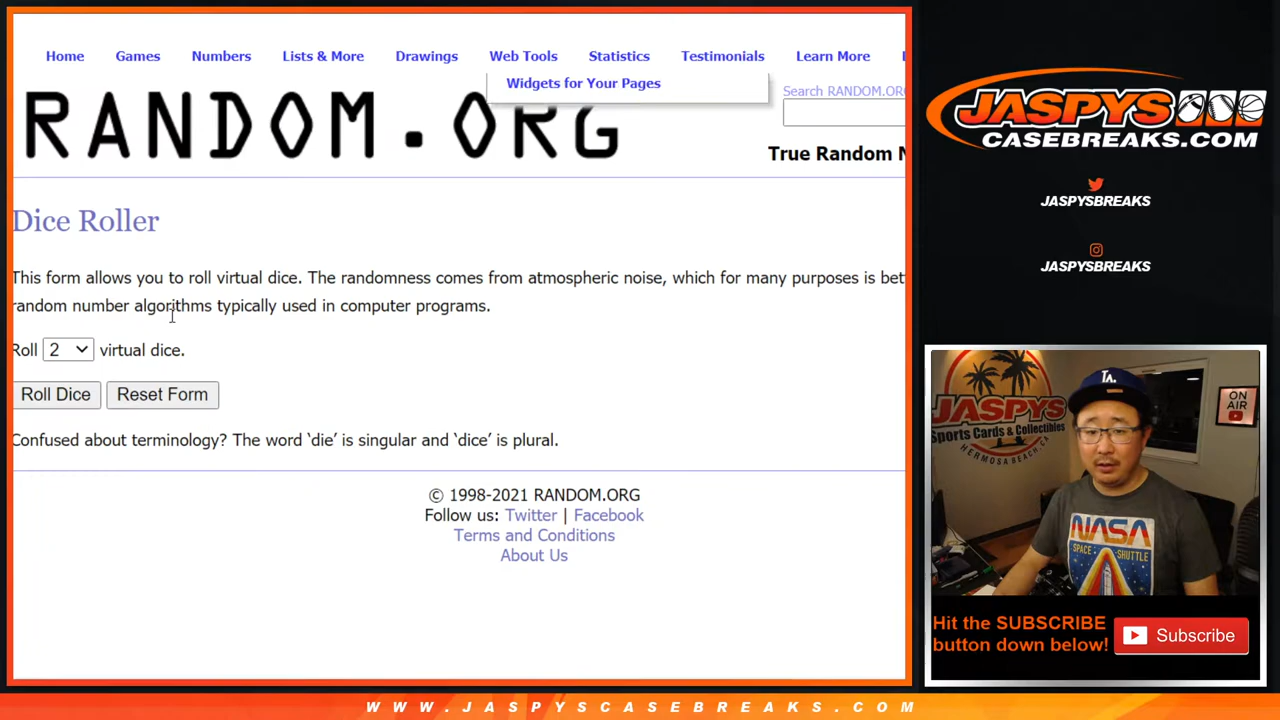 Home Games Numbers Lists & More Drawings Web Tools Statistics Testimonials Learn More
Widgets for Your Pages
Search RANDOM.ORG
RANDOM.ORG
True Random N
Dice Roller
This form allows you to roll virtual dice. The randomness comes from atmospheric noise, which for many purposes is bet
random number algorithms typically used in computer programs.
Roll 2 virtual dice.
Roll Dice Reset Form
Confused about terminology? The word ‘die’ is singular and ‘dice’ is plural.
© 1998-2021 RANDOM.ORG
Follow us: Twitter | Facebook
Terms and Conditions
About Us
JASPYS
CASEBREAKS.COM
JASPYSBREAKS
JASPYSBREAKS
JASPYS
Sports Cards & Collectibles
HERMOSA BEACH, CA
LA
ON
AIR
NASA
SPACE SHUTTLE
Hit the SUBSCRIBE
button down below!
Subscribe
WWW.JASPYSCASEBREAKS.COM